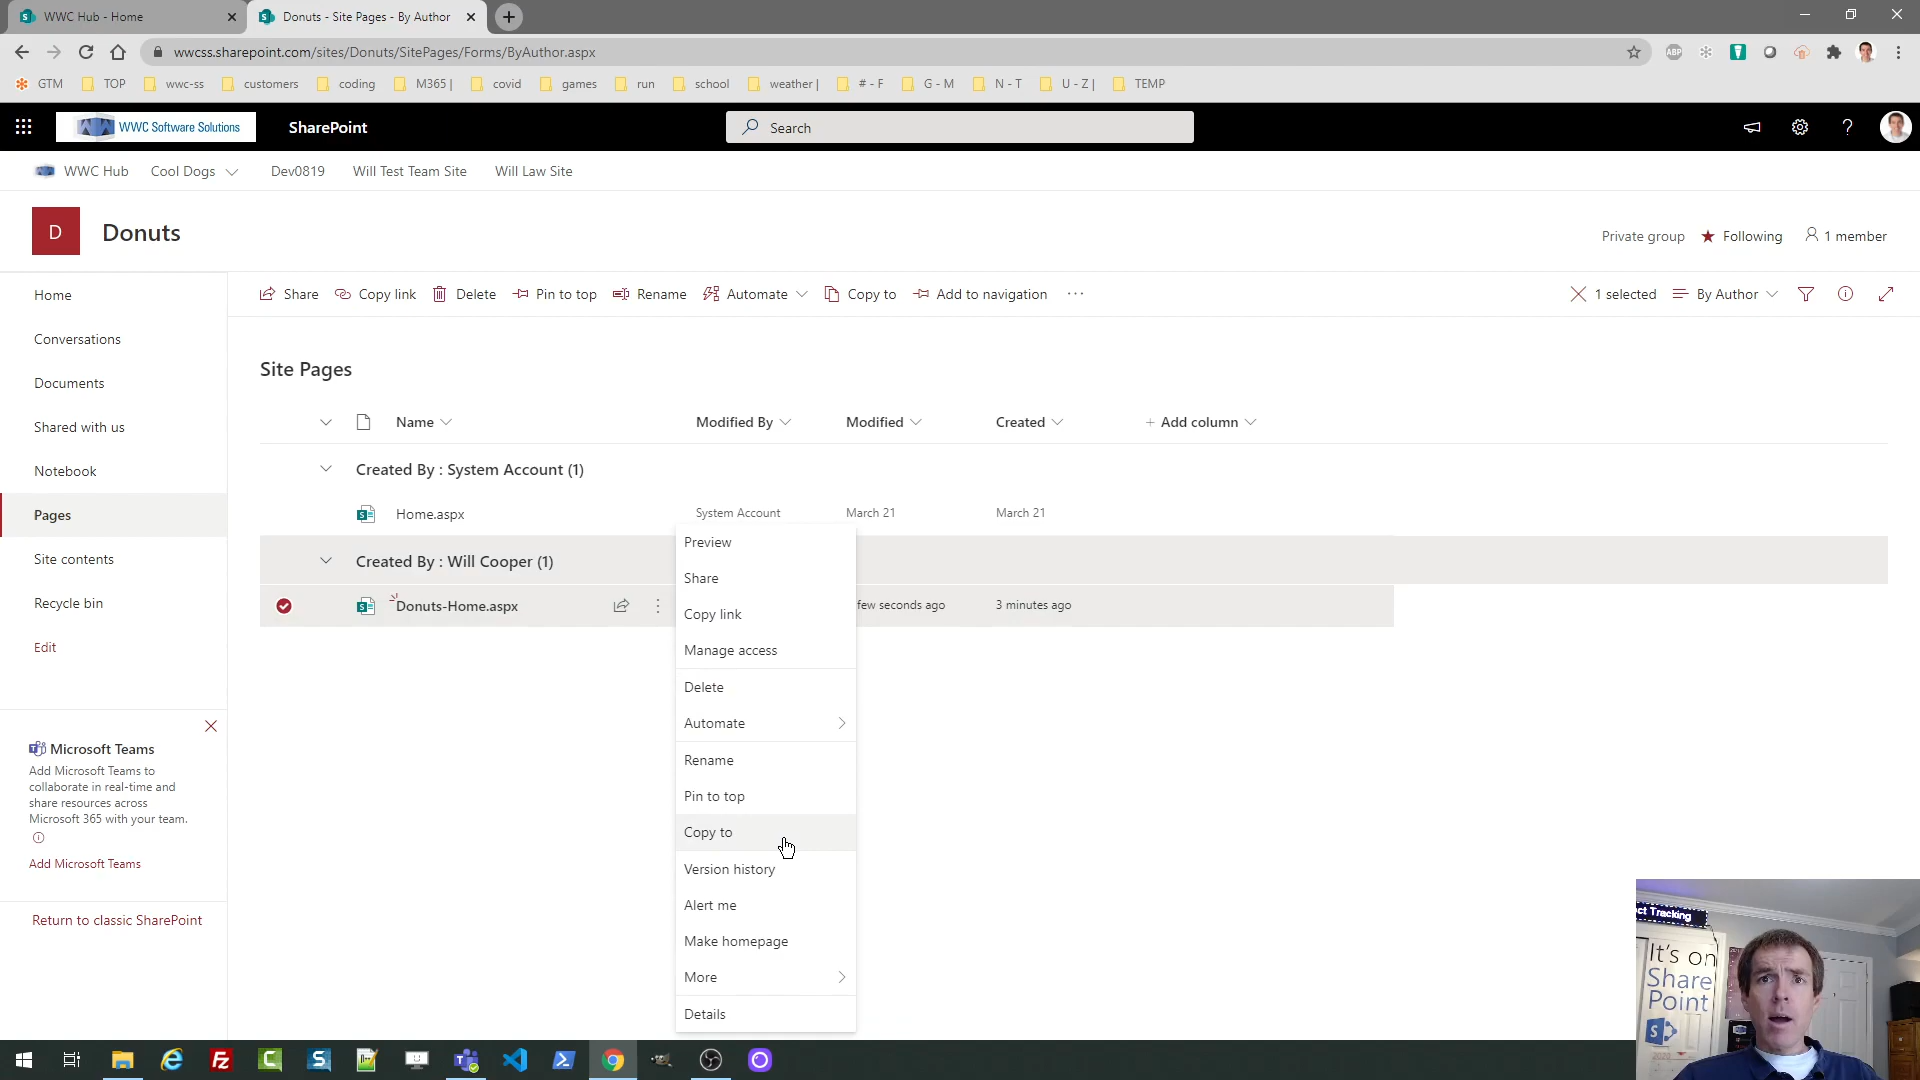 WWC Hub - Home
Donuts - Site Pages - By Author
wwcss.sharepoint.com/sites/Donuts/SitePages/Forms/ByAuthor.aspx
ABP
GTM TOP wwc-ss customers coding M365 | covid games run school weather | # - F G - M N - T U - Z | TEMP
WWC Software Solutions SharePoint Search
WWC Hub Cool Dogs Dev0819 Will Test Team Site Will Law Site
D Donuts Private group Following 1 member
Share Copy link Delete Pin to top Rename Automate Copy to Add to navigation ... 1 selected By Author
Home
Conversations
Documents
Shared with us
Notebook
Pages
Site contents
Recycle bin
Edit
Microsoft Teams
Add Microsoft Teams to
collaborate in real-time and
share resources across
Microsoft 365 with your team.
Add Microsoft Teams
Return to classic SharePoint
Site Pages
Name Modified By Modified Created + Add column
Created By : System Account (1)
Home.aspx System Account March 21 March 21
Created By : Will Cooper (1)
Donuts-Home.aspx few seconds ago 3 minutes ago
Preview
Share
Copy link
Manage access
Delete
Automate
Rename
Pin to top
Copy to
Version history
Alert me
Make homepage
More
Details
ct Tracking
It's on
Share
Point